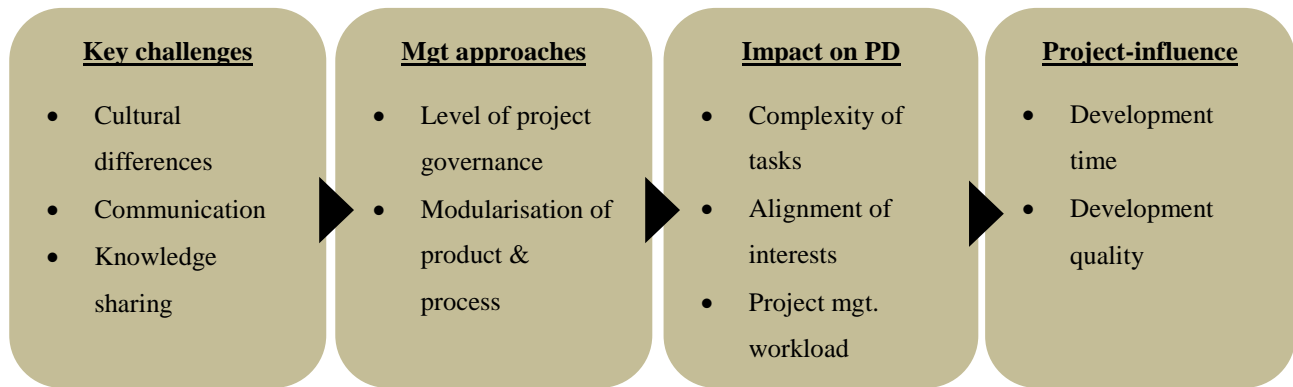 Key challenges
• Cultural
differences
• Communication
• Knowledge
sharing
Mgt approaches
• Level of project
governance
• Modularisation of
product &
process
Impact on PD
• Complexity of
tasks
• Alignment of
interests
• Project mgt.
workload
Project-influence
• Development
time
• Development
quality